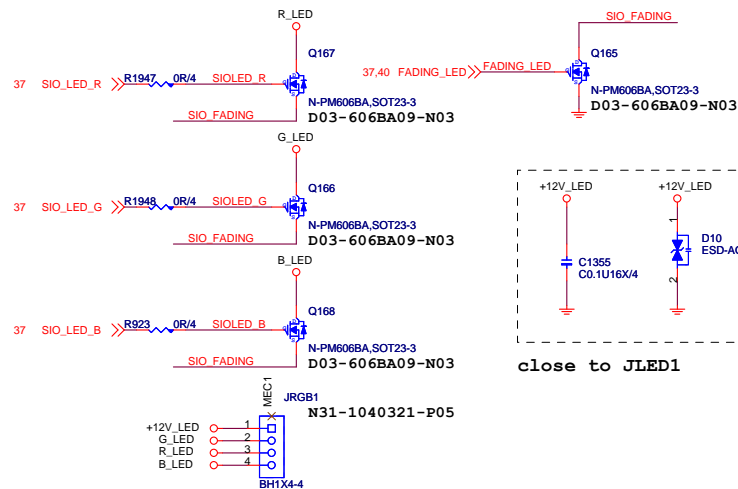 R_LED
Q167
37 SIO_LED_R R1947 0R/4 SIOLED_R
N-PM606BA,SOT23-3
SIO_FADING
D03-606BA09-N03
SIO_FADING
Q165
37,40 FADING_LED FADING_LED
N-PM606BA,SOT23-3
D03-606BA09-N03
G_LED
Q166
37 SIO_LED_G R1948 0R/4 SIOLED_G
N-PM606BA,SOT23-3
SIO_FADING
D03-606BA09-N03
B_LED
Q168
37 SIO_LED_B R923 0R/4 SIOLED_B
N-PM606BA,SOT23-3
SIO_FADING
D03-606BA09-N03
+12V_LED
C1355
C0.1U16X/4
+12V_LED
1
D10
ESD-AC
2
close to JLED1
MEC1
JRGB1
N31-1040321-P05
+12V_LED 1
G_LED 2
R_LED 3
B_LED 4
BH1X4-4